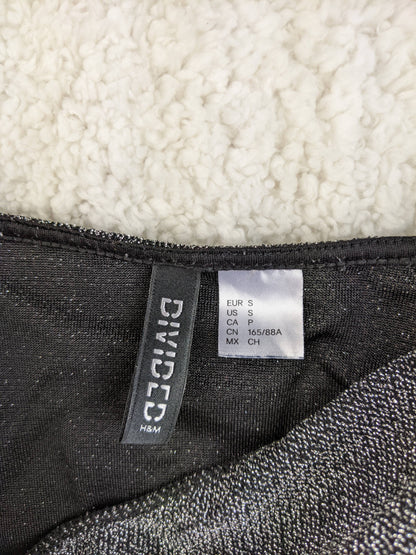 DIVIDED
H&M
EUR S
US S
CA P
CN 165/88A
MX CH